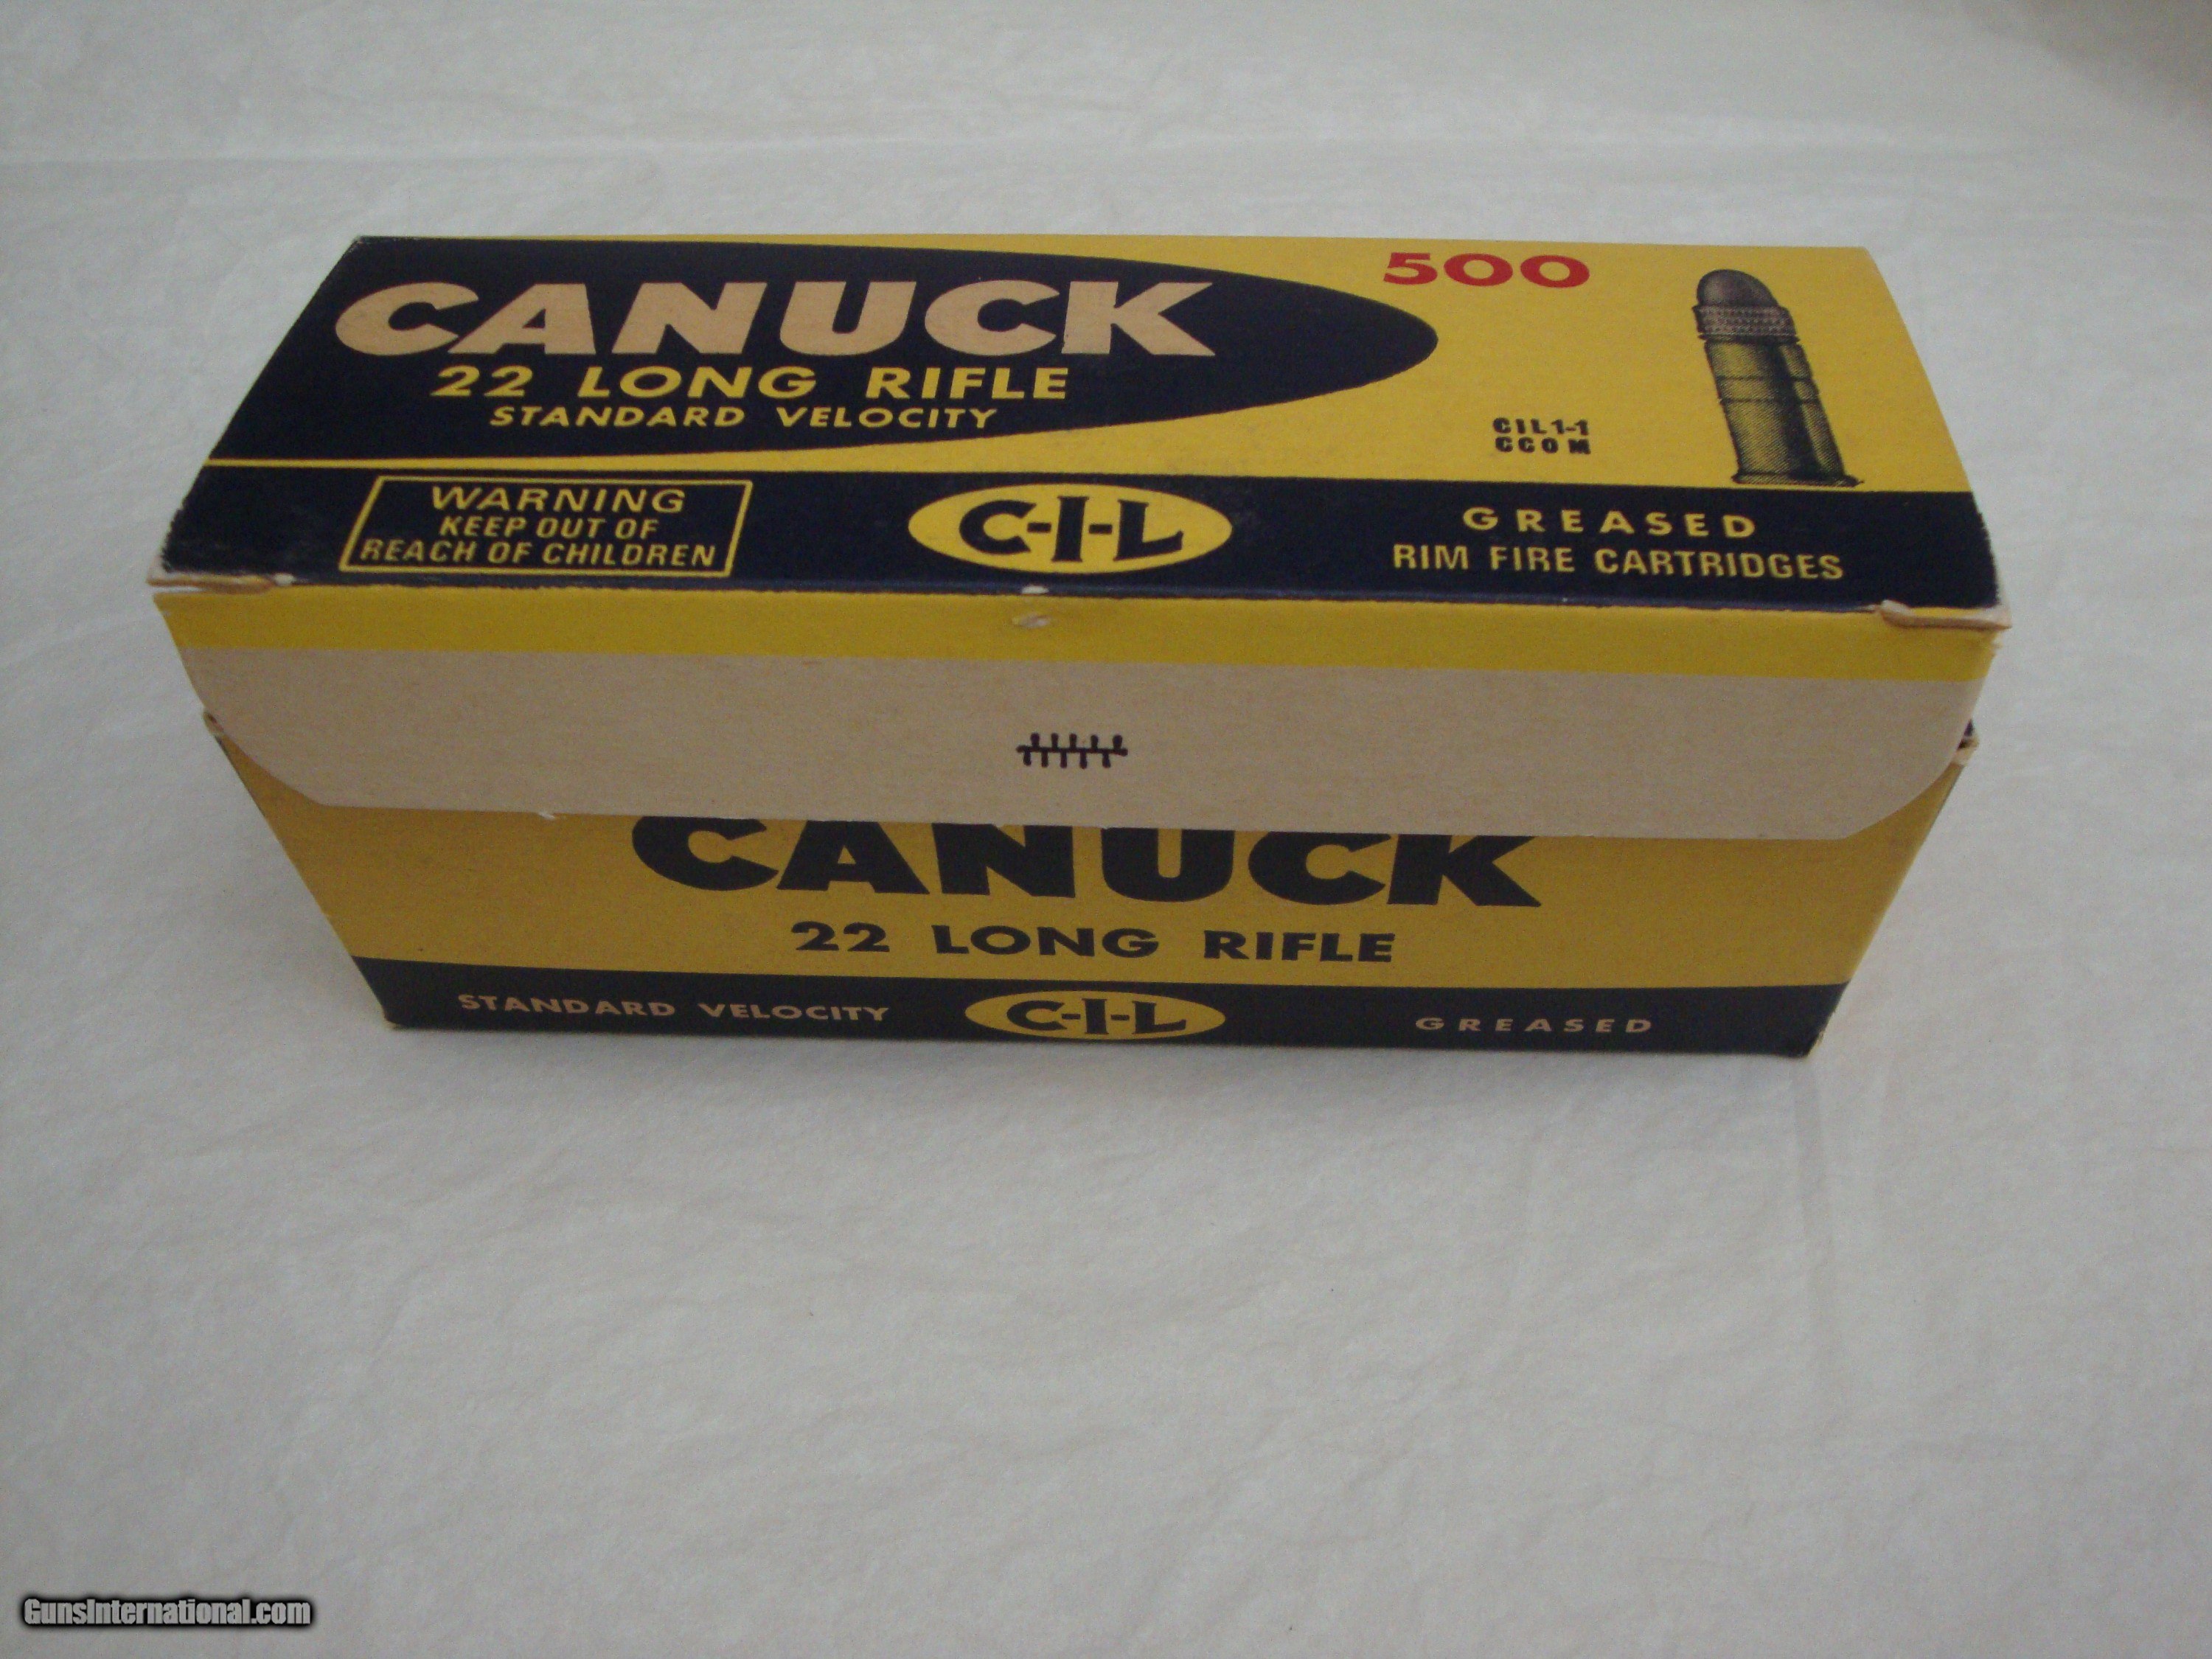 CANUCK
22 LONG RIFLE
STANDARD VELOCITY
500
CIL1-1
CCOM
WARNING
KEEP OUT OF
REACH OF CHILDREN
C-I-L
GREASED
RIM FIRE CARTRIDGES
CANUCK
22 LONG RIFLE
STANDARD VELOCITY
C-I-L
GREASED
GunsInternational.com